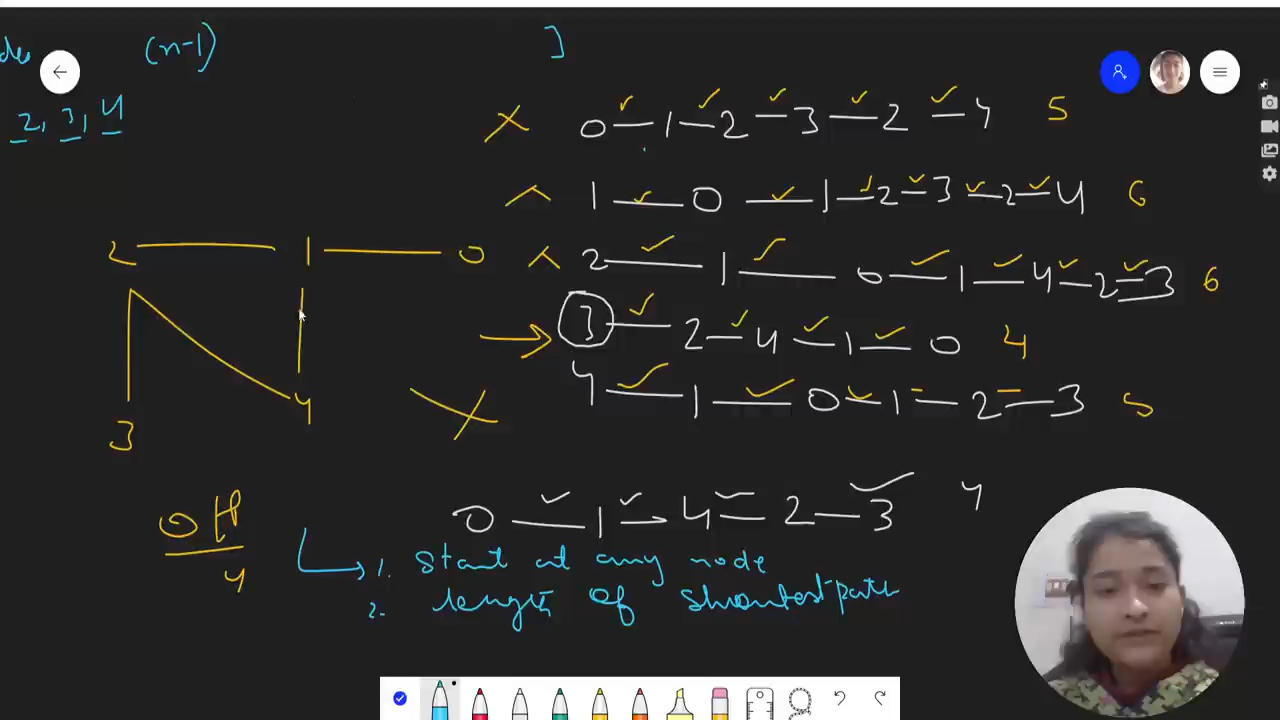 (n-1) ]
2, 3, 4
0 — 1 — 2 — 3 — 2 — 4 5
1 — 0 — 1 — 2 — 3 — 2 — 4 6
2 1 0
2 — 1 — 0 — 1 — 4 — 2 — 3 6
3 — 2 — 4 — 1 — 0 4
4 — 1 — 0 — 1 — 2 — 3 5
3 4
0 — 1 — 4 — 2 — 3 4
O/P
4
1. Start at any node
2. length of shortest path